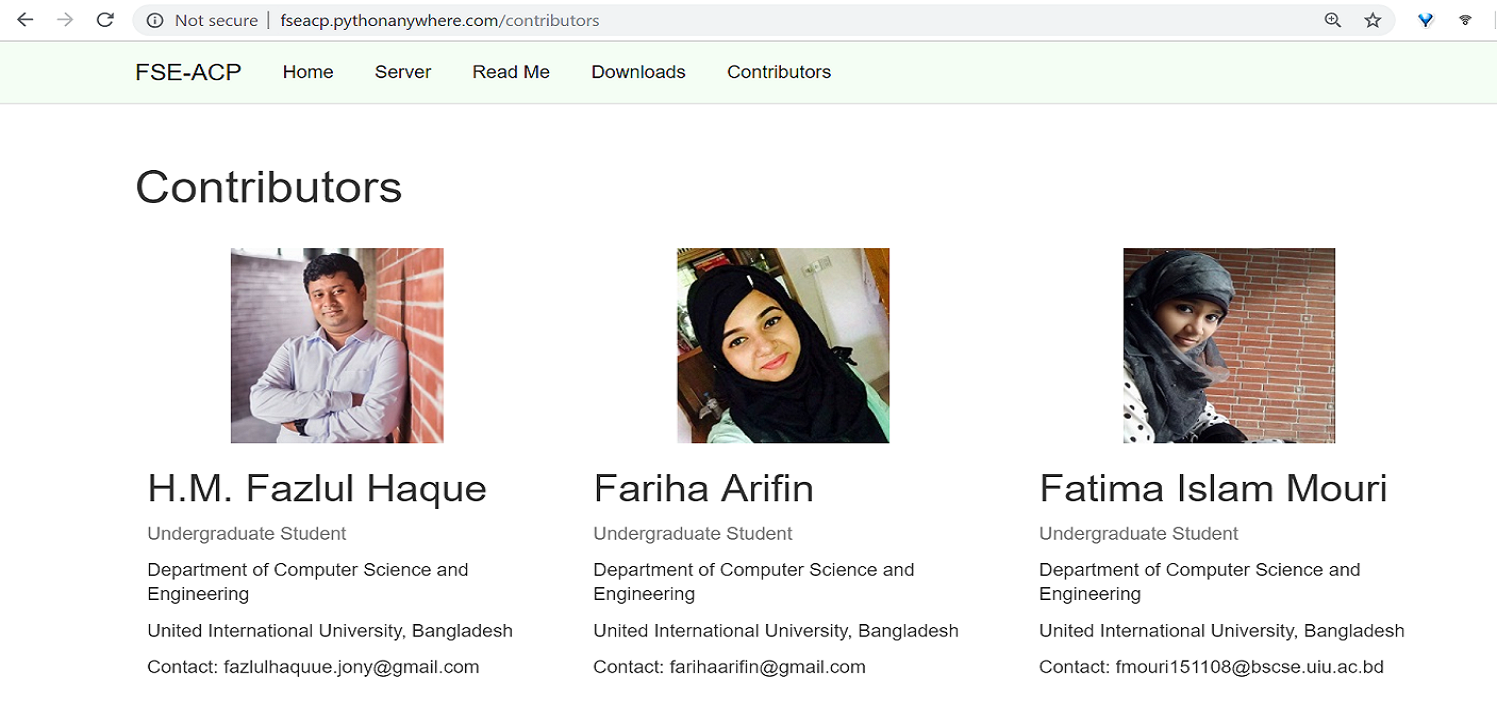 Not secure | fseacp.pythonanywhere.com/contributors
FSE-ACP Home Server Read Me Downloads Contributors
Contributors
H.M. Fazlul Haque
Undergraduate Student
Department of Computer Science and
Engineering
United International University, Bangladesh
Contact: fazlulhaquue.jony@gmail.com
Fariha Arifin
Undergraduate Student
Department of Computer Science and
Engineering
United International University, Bangladesh
Contact: farihaarifin@gmail.com
Fatima Islam Mouri
Undergraduate Student
Department of Computer Science and
Engineering
United International University, Bangladesh
Contact: fmouri151108@bscse.uiu.ac.bd